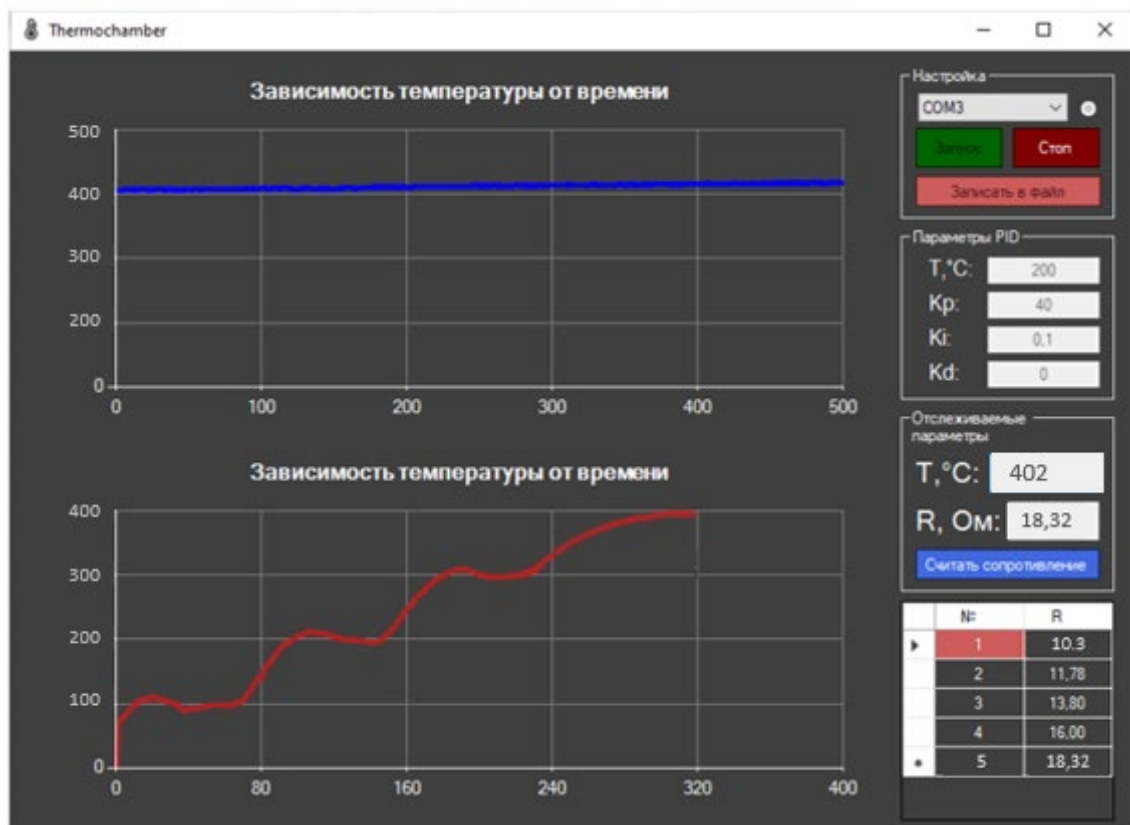 Thermochamber
Зависимость температуры от времени
500
400
300
200
0
0 100 200 300 400 500
Зависимость температуры от времени
400
300
200
100
0
0 80 160 240 320 400
Настройка
COM3
Запуск Стоп
Записать в файл
Параметры PID
T,°C: 200
Kp: 40
Ki: 0,1
Kd: 0
Отслеживаемые
параметры
T,°C: 402
R, Ом: 18,32
Считать сопротивление
№ R
1 10.3
2 11,78
3 13,80
4 16,00
5 18,32